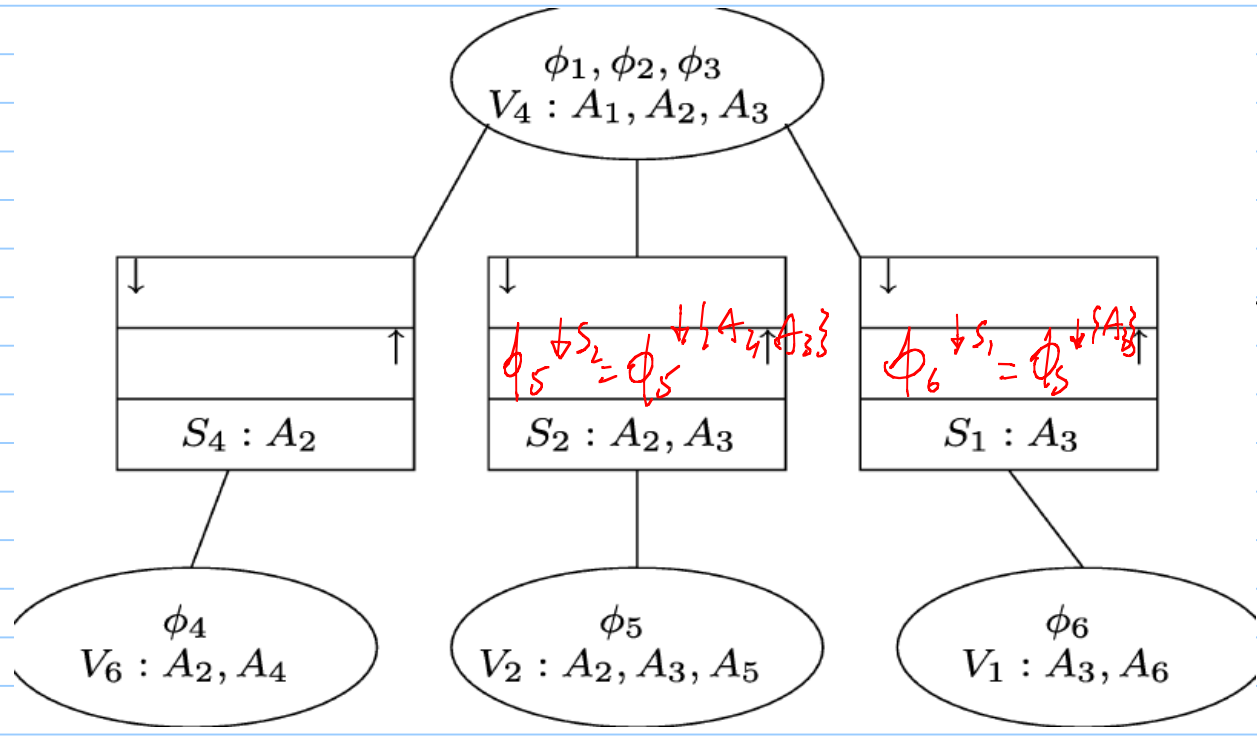 ϕ₁, ϕ₂, ϕ₃
V₄ : A₁, A₂, A₃
↓ ↓ ↓
↑ ↑ ↑
ϕ₅^{↓S₂} = ϕ₅^{↓{A₂, A₃}} ϕ₆^{↓S₁} = ϕ₅^{↓{A₃}}
S₄ : A₂ S₂ : A₂, A₃ S₁ : A₃
ϕ₄ ϕ₅ ϕ₆
V₆ : A₂, A₄ V₂ : A₂, A₃, A₅ V₁ : A₃, A₆